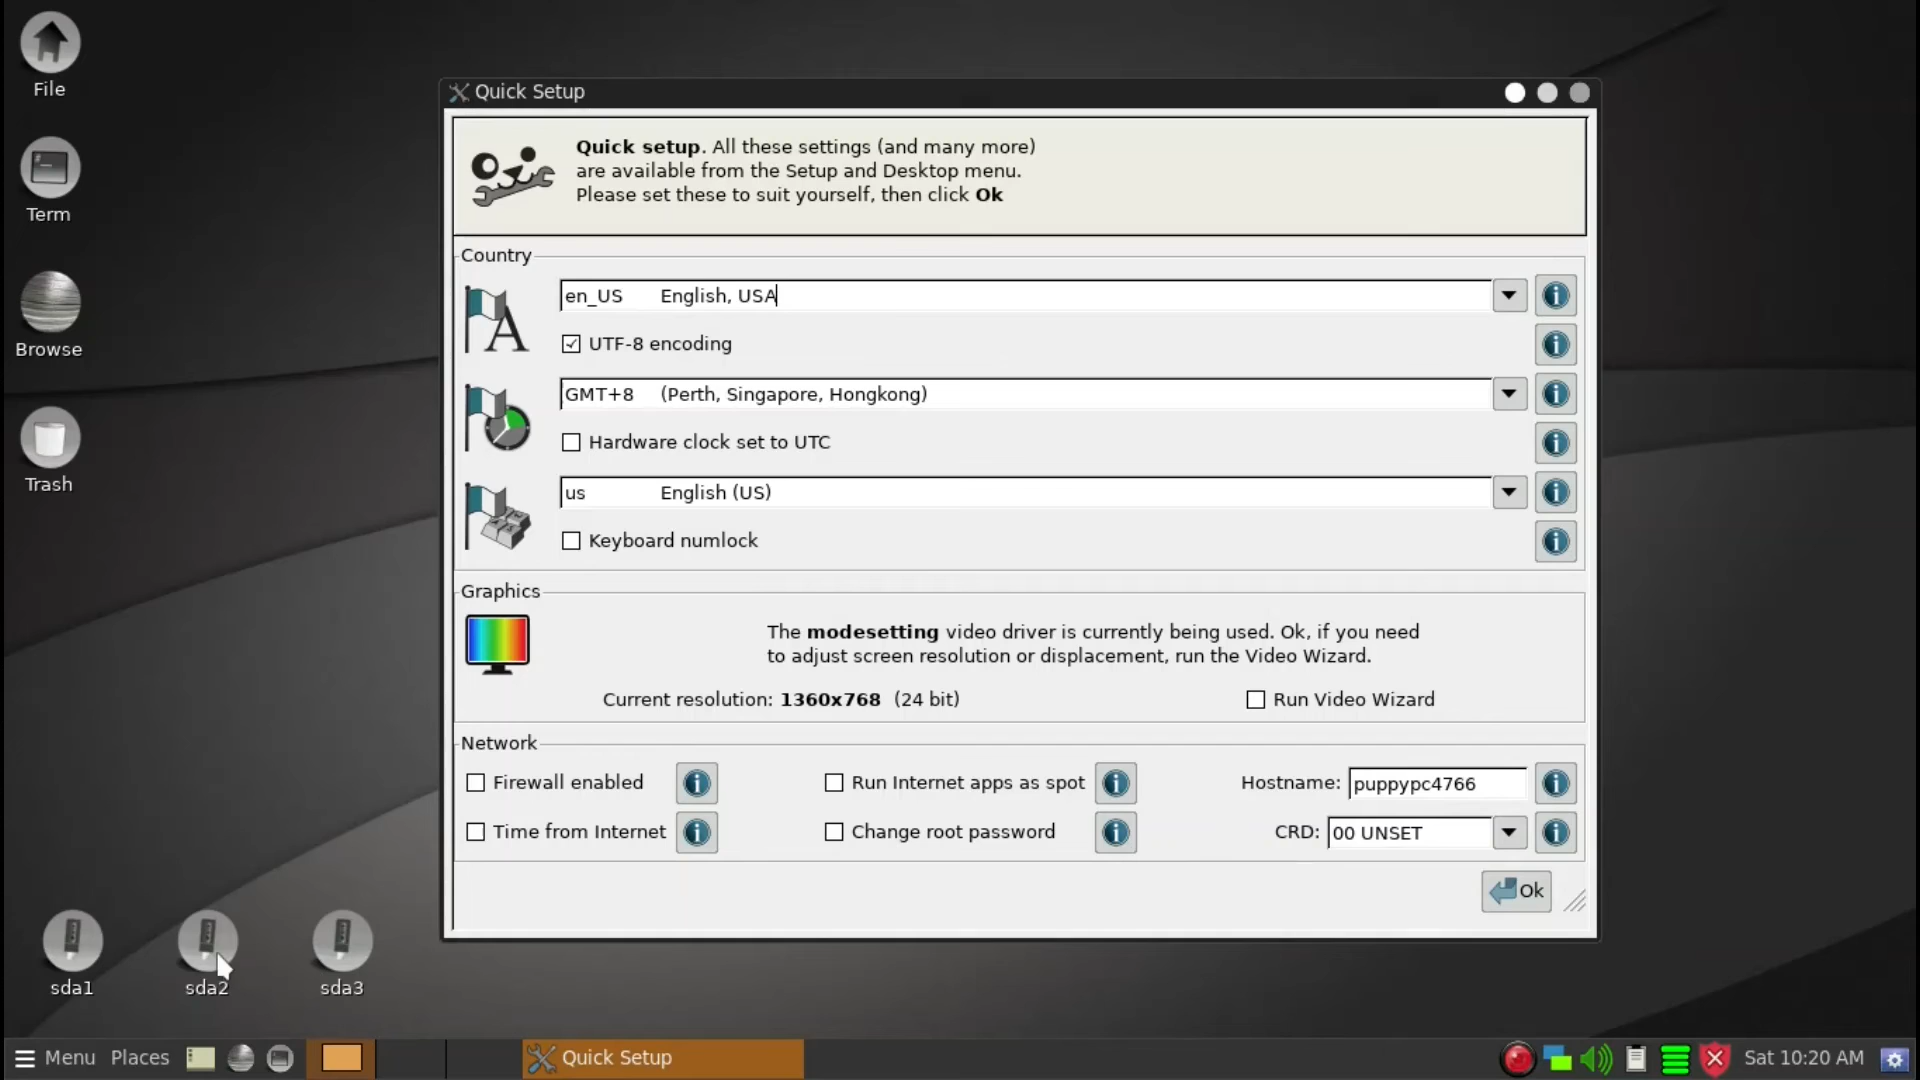 File
Term
Browse
Trash
Quick Setup
Quick setup. All these settings (and many more)
are available from the Setup and Desktop menu.
Please set these to suit yourself, then click Ok
Country
en_US English, USA
UTF-8 encoding
GMT+8 (Perth, Singapore, Hongkong)
Hardware clock set to UTC
us English (US)
Keyboard numlock
Graphics
The modesetting video driver is currently being used. Ok, if you need
to adjust screen resolution or displacement, run the Video Wizard.
Current resolution: 1360x768 (24 bit) Run Video Wizard
Network
Firewall enabled Run Internet apps as spot Hostname: puppypc4766
Time from Internet Change root password CRD: 00 UNSET
Ok
sda1 sda2 sda3
Menu Places Quick Setup Sat 10:20 AM